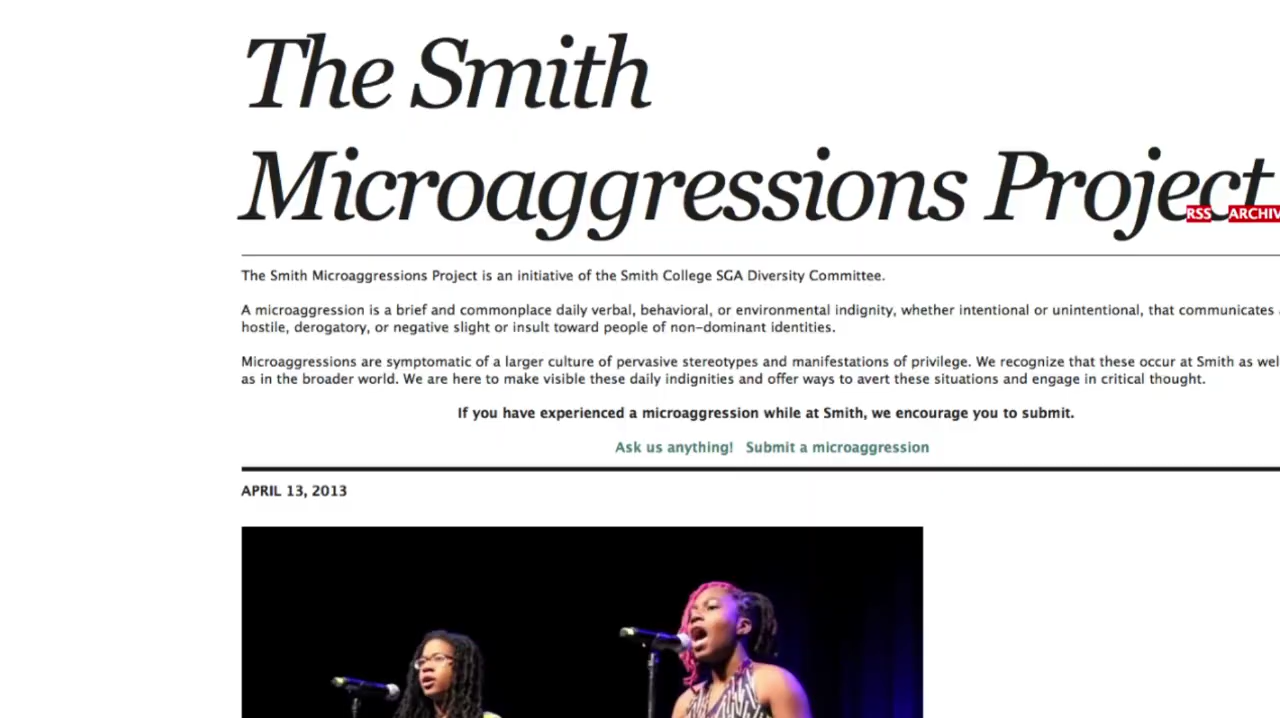 The Smith
Microaggressions Project
RSS ARCHIV
The Smith Microaggressions Project is an initiative of the Smith College SGA Diversity Committee.
A microaggression is a brief and commonplace daily verbal, behavioral, or environmental indignity, whether intentional or unintentional, that communicates
hostile, derogatory, or negative slight or insult toward people of non-dominant identities.
Microaggressions are symptomatic of a larger culture of pervasive stereotypes and manifestations of privilege. We recognize that these occur at Smith as wel
as in the broader world. We are here to make visible these daily indignities and offer ways to avert these situations and engage in critical thought.
If you have experienced a microaggression while at Smith, we encourage you to submit.
Ask us anything! Submit a microaggression
APRIL 13, 2013